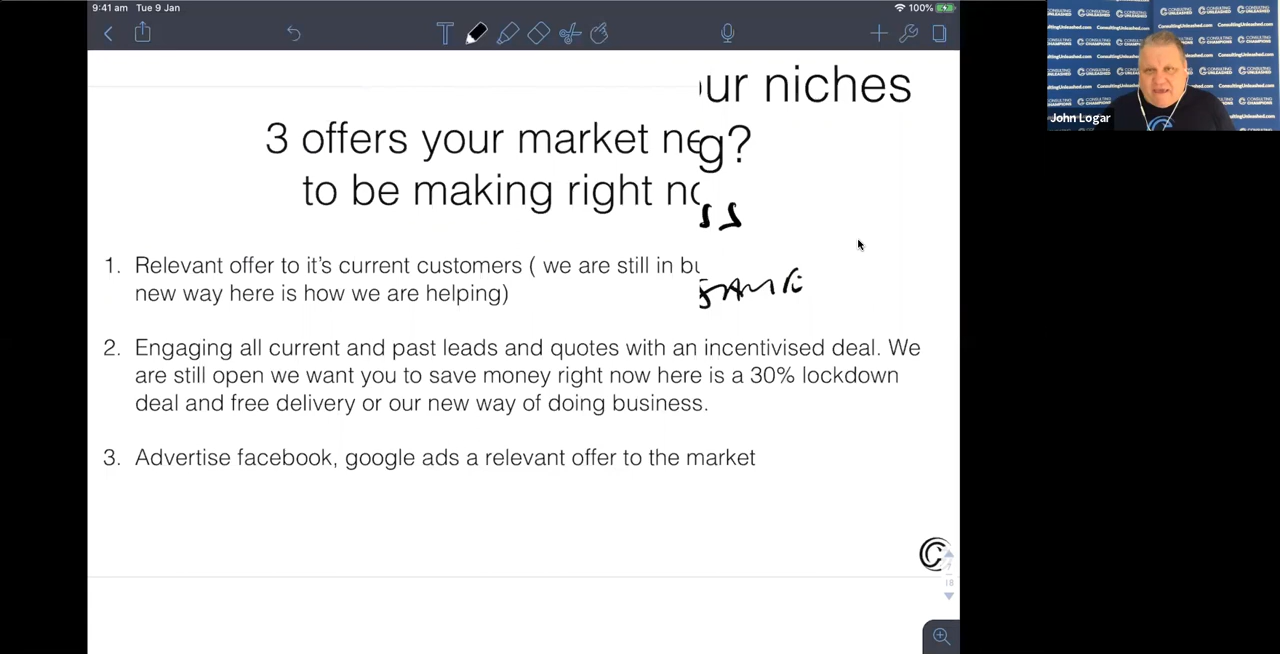 9:41 am Tue 9 Jan
100%
ur niches
3 offers your market ne
g?
to be making right no
ss
1. Relevant offer to it's current customers ( we are still in bu
new way here is how we are helping)
2. Engaging all current and past leads and quotes with an incentivised deal. We
are still open we want you to save money right now here is a 30% lockdown
deal and free delivery or our new way of doing business.
3. Advertise facebook, google ads a relevant offer to the market
18
John Logar